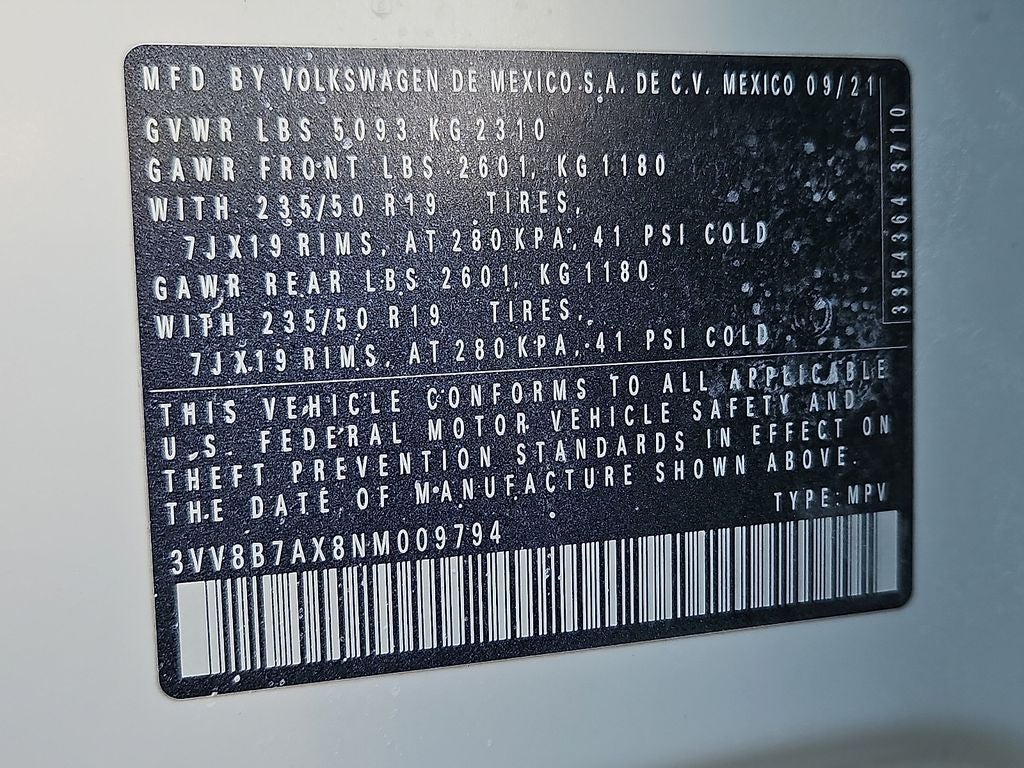 MFD BY VOLKSWAGEN DE MEXICO S.A. DE C.V. MEXICO 09/21
GVWR LBS 5093 KG 2310
GAWR FRONT LBS 2601, KG 1180
WITH 235/50 R19 TIRES,
7JX19 RIMS, AT 280 KPA, 41 PSI COLD
GAWR REAR LBS 2601, KG 1180
WITH 235/50 R19 TIRES,
7JX19 RIMS, AT 280 KPA, 41 PSI COLD
THIS VEHICLE CONFORMS TO ALL APPLICABLE
U.S. FEDERAL MOTOR VEHICLE SAFETY AND
THEFT PREVENTION STANDARDS IN EFFECT ON
THE DATE OF MANUFACTURE SHOWN ABOVE.
TYPE: MPV
3VV8B7AX8NM009794
3354364 3710